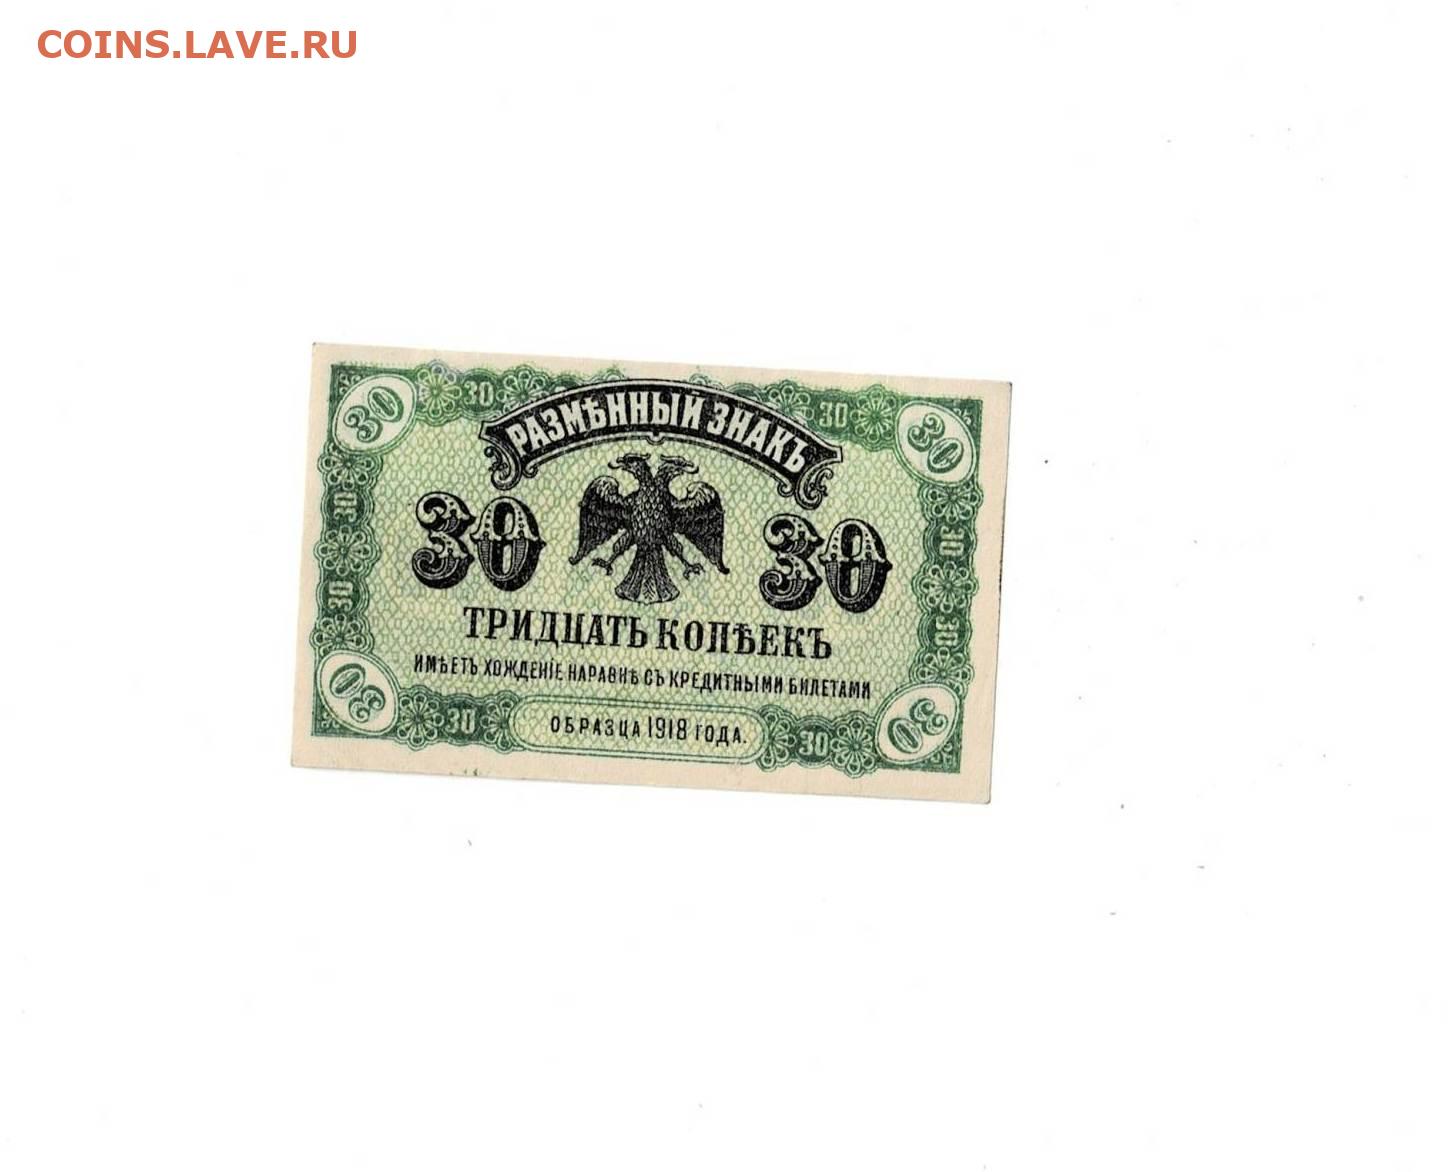 COINS.LAVE.RU
30 30 30 30
РАЗМѢННЫЙ ЗНАКЪ
30 30
30 30
30 30
ТРИДЦАТЬ КОПѢЕКЪ
ИМѢЕТЪ ХОЖДЕНІЕ НАРАВНѢ СЪ КРЕДИТНЫМИ БИЛЕТАМИ
30 30 30 30
ОБРАЗЦА 1918 ГОДА.